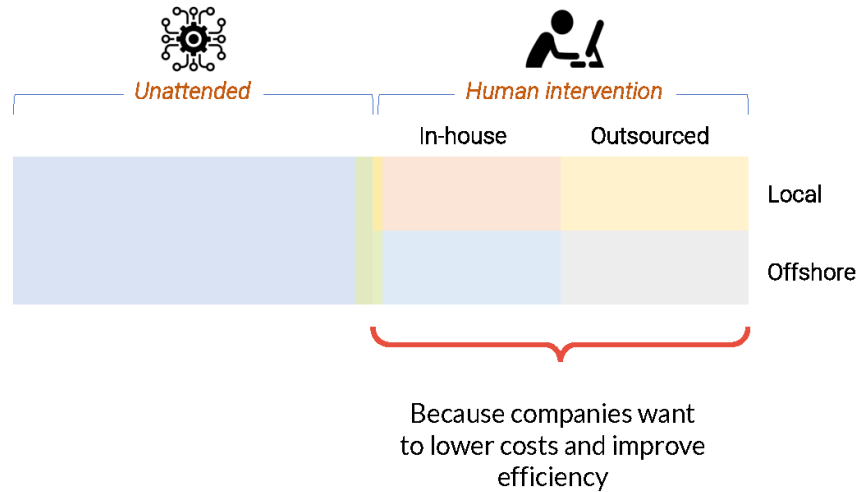 Unattended
Human intervention
In-house
Outsourced
Local
Offshore
Because companies want
to lower costs and improve
efficiency